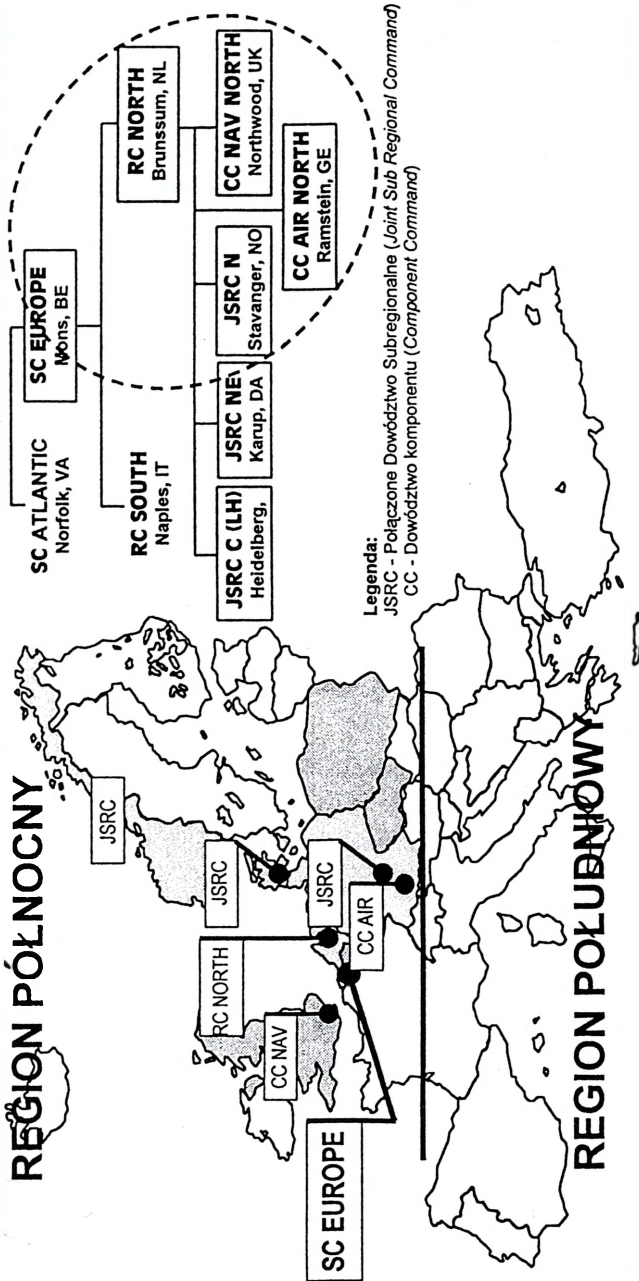 REGION PÓŁNOCNY
JSRC
JSRC
RC NORTH
CC NAV
JSRC
CC AIR
SC EUROPE
REGION POŁUDNIOWY
SC ATLANTIC
Norfolk, VA
SC EUROPE
Mons, BE
RC SOUTH
Naples, IT
RC NORTH
Brunssum, NL
JSRC C (LH)
Heidelberg,
JSRC NE
Karup, DA
JSRC N
Stavanger, NO
CC NAV NORTH
Northwood, UK
CC AIR NORTH
Ramstein, GE
Legenda:
JSRC - Połączone Dowództwo Subregionalne (Joint Sub Regional Command)
CC - Dowództwo komponentu (Component Command)